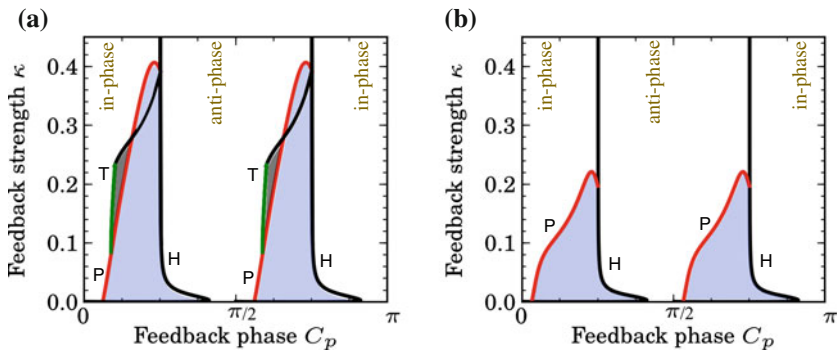 (a)
Feedback strength κ
0.4
0.3
0.2
0.1
0.0
in-phase
anti-phase
in-phase
T
T
P
H
P
H
0
π/2
π
Feedback phase C_p
(b)
Feedback strength κ
0.4
0.3
0.2
0.1
0.0
in-phase
anti-phase
in-phase
P
H
P
H
0
π/2
π
Feedback phase C_p